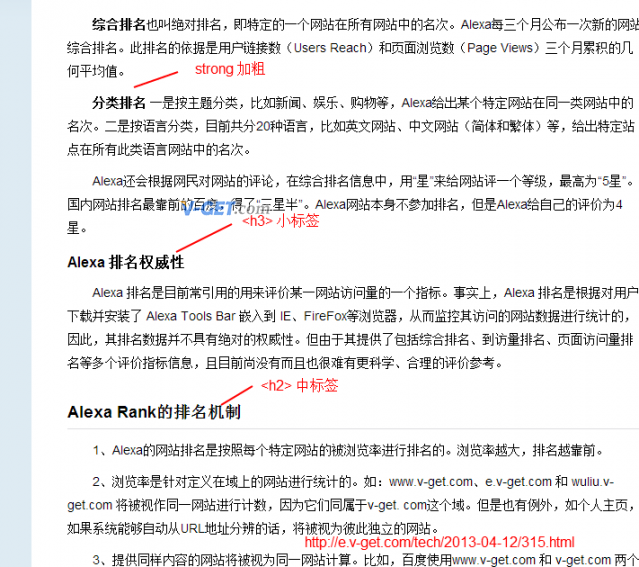 综合排名也叫绝对排名，即特定的一个网站在所有网站中的名次。Alexa每三个月公布一次新的网站
综合排名。此排名的依据是用户链接数（Users Reach）和页面浏览数（Page Views）三个月累积的几
何平均值。
strong 加粗
分类排名 一是按主题分类，比如新闻、娱乐、购物等，Alexa给出某个特定网站在同一类网站中的
名次。二是按语言分类，目前共分20种语言，比如英文网站、中文网站（简体和繁体）等，给出特定站
点在所有此类语言网站中的名次。
Alexa还会根据网民对网站的评论，在综合排名信息中，用“星”来给网站评一个等级，最高为“5星”。
国内网站排名最靠前的百度，得了“三星半”。Alexa网站本身不参加排名，但是Alexa给自己的评价为4
V-GET.com
<h3> 小标签
星。
Alexa 排名权威性
Alexa 排名是目前常引用的用来评价某一网站访问量的一个指标。事实上，Alexa 排名是根据对用户
下载并安装了 Alexa Tools Bar 嵌入到 IE、FireFox等浏览器，从而监控其访问的网站数据进行统计的，
因此，其排名数据并不具有绝对的权威性。但由于其提供了包括综合排名、到访量排名、页面访问量排
名等多个评价指标信息，且目前尚没有而且也很难有更科学、合理的评价参考。
<h2> 中标签
Alexa Rank的排名机制
1、Alexa的网站排名是按照每个特定网站的被浏览率进行排名的。浏览率越大，排名越靠前。
2、浏览率是针对定义在域上的网站进行统计的。如：www.v-get.com、e.v-get.com 和 wuliu.v-
get.com 将被视作同一网站进行计数，因为它们同属于v-get. com这个域。但是也有例外，如个人主页，
如果系统能够自动从URL地址分辨的话，将被视为彼此独立的网站。
http://e.v-get.com/tech/2013-04-12/315.html
3、提供同样内容的网站将被视为同一网站计算。比如，百度使用www.v-get.com 和 v-get.com 两个